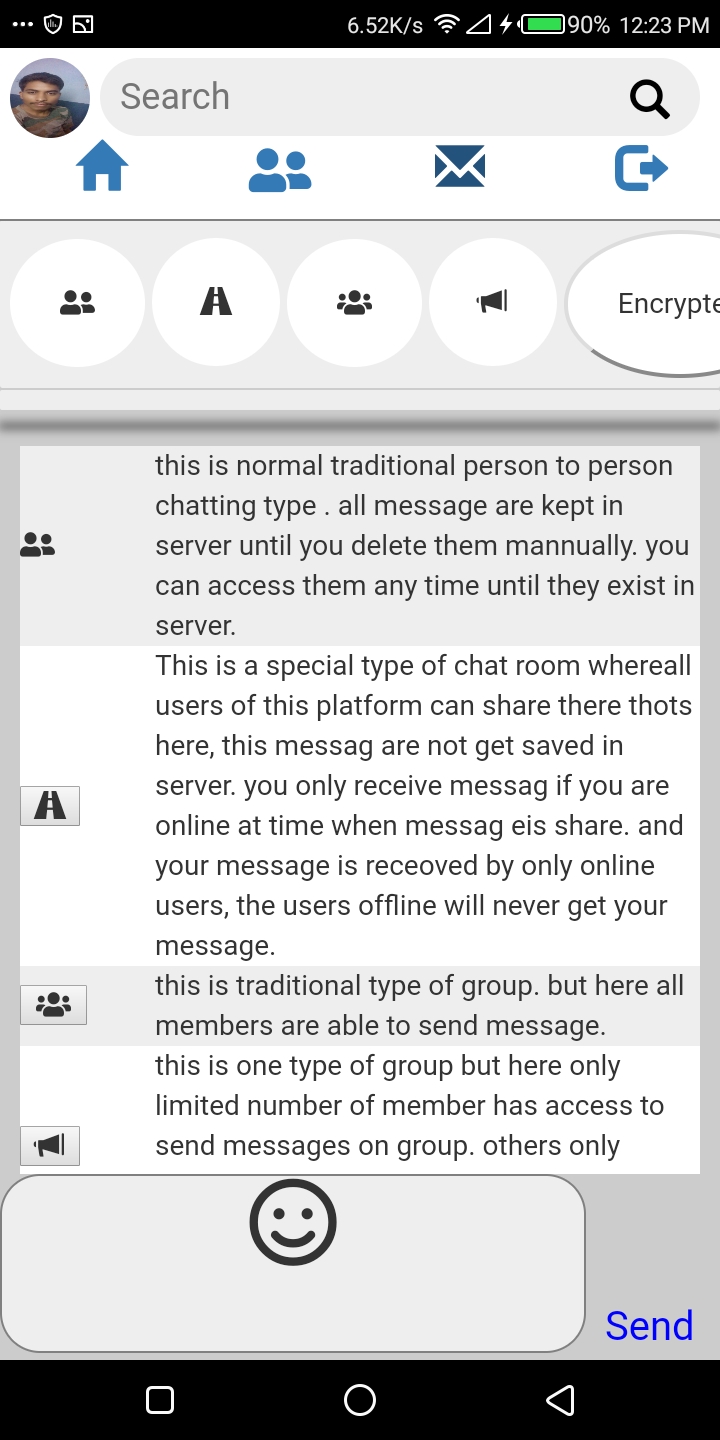 6.52K/s 90% 12:23 PM
Search
Encrypte
this is normal traditional person to person
chatting type . all message are kept in
server until you delete them mannually. you
can access them any time until they exist in
server.
This is a special type of chat room whereall
users of this platform can share there thots
here, this messag are not get saved in
server. you only receive messag if you are
online at time when messag eis share. and
your message is receoved by only online
users, the users offline will never get your
message.
this is traditional type of group. but here all
members are able to send message.
this is one type of group but here only
limited number of member has access to
send messages on group. others only
Send